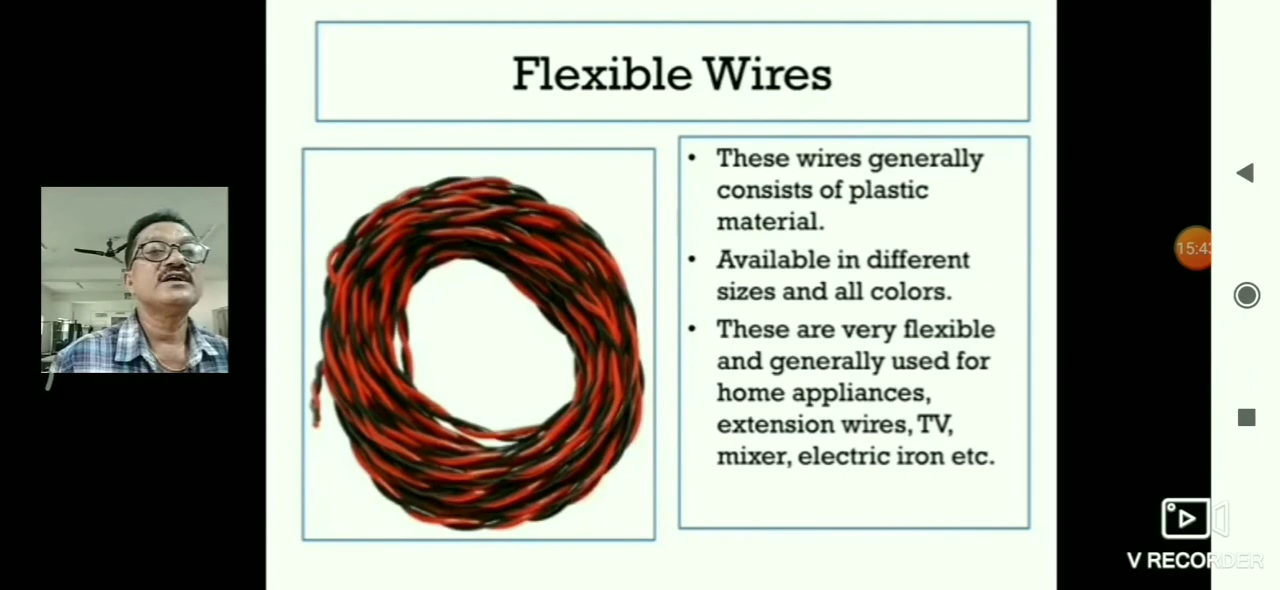 Flexible Wires
• These wires generally
consists of plastic
material.
• Available in different
sizes and all colors.
• These are very flexible
and generally used for
home appliances,
extension wires, TV,
mixer, electric iron etc.
15:43
V RECORDER